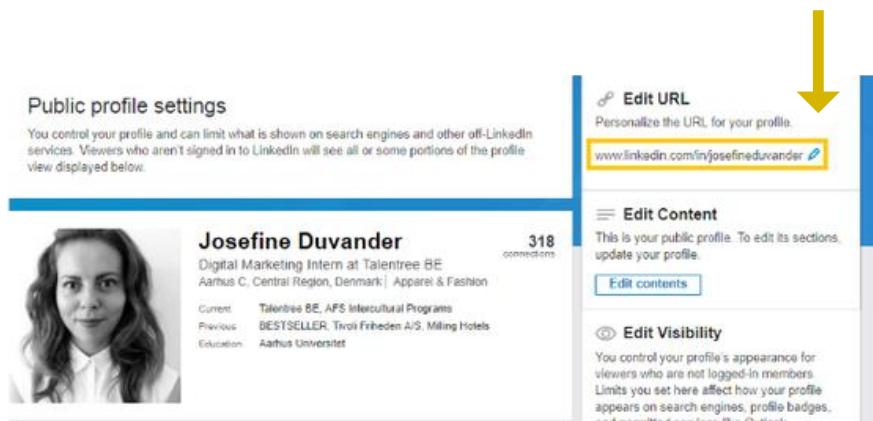 Public profile settings
You control your profile and can limit what is shown on search engines and other off-LinkedIn
services. Viewers who aren't signed in to LinkedIn will see all or some portions of the profile
view displayed below.
Josefine Duvander
318
connections
Digital Marketing Intern at Talentree BE
Aarhus C, Central Region, Denmark | Apparel & Fashion
Current Talentree BE, AFS Intercultural Programs
Previous BESTSELLER, Tivoli Friheden A/S, Milling Hotels
Education Aarhus Universitet
Edit URL
Personalize the URL for your profile.
www.linkedin.com/in/josefineduvander
Edit Content
This is your public profile. To edit its sections,
update your profile.
Edit contents
Edit Visibility
You control your profile's appearance for
viewers who are not logged-in members.
Limits you set here affect how your profile
appears on search engines, profile badges,
and permitted services like Outlook